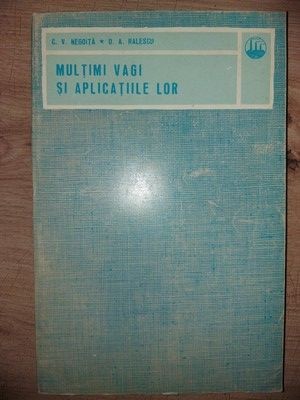 C. V. NEGOIȚĂ * D. A. RALESCU
MULȚIMI VAGI
ȘI APLICAȚIILE LOR